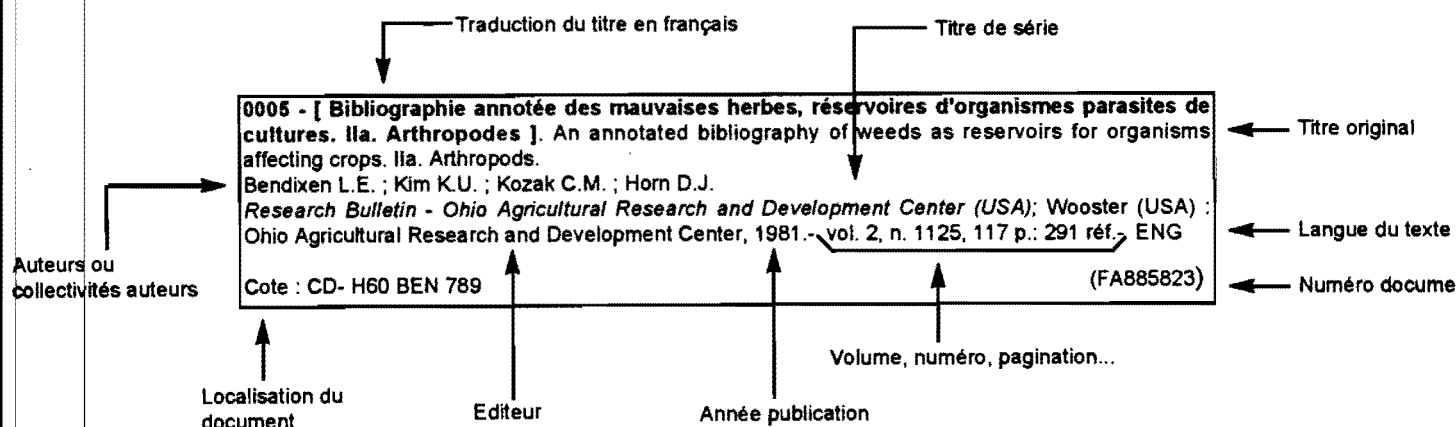 Traduction du titre en français
Titre de série
0005 - [ Bibliographie annotée des mauvaises herbes, réservoires d'organismes parasites de
cultures. IIa. Arthropodes ]. An annotated bibliography of weeds as reservoirs for organisms
affecting crops. IIa. Arthropods.
Titre original
Bendixen L.E. ; Kim K.U. ; Kozak C.M. ; Horn D.J.
Research Bulletin - Ohio Agricultural Research and Development Center (USA); Wooster (USA) :
Ohio Agricultural Research and Development Center, 1981.- vol. 2, n. 1125, 117 p.: 291 réf.- ENG
Langue du texte
Auteurs ou
collectivités auteurs
Cote : CD- H60 BEN 789
(FA885823)
Numéro docume
Volume, numéro, pagination...
Localisation du
document
Editeur
Année publication